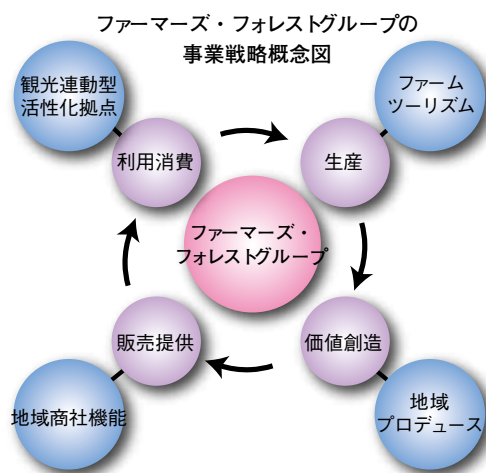 ファーマーズ・フォレストグループの
事業戦略概念図
観光連動型
活性化拠点
ファーム
ツーリズム
利用消費
生産
ファーマーズ・
フォレストグループ
販売提供
価値創造
地域商社機能
地域
プロデュース